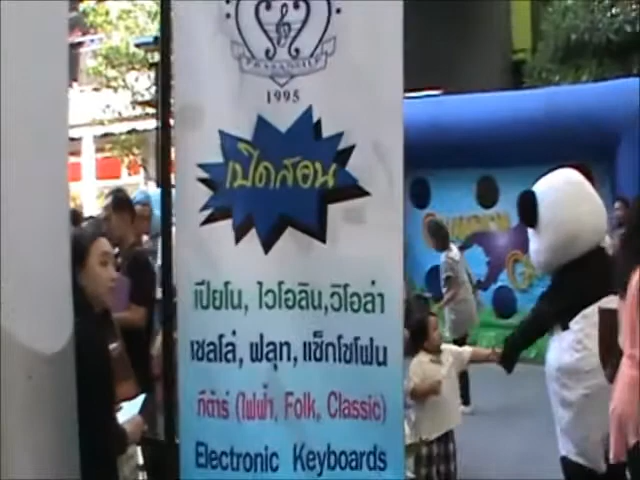 1995
เปิดสอน
เปียโน, ไวโอลิน,วิโอล่า
เชลโล่, ฟลุท, แซ็กโซโฟน
กีต้าร์ (ไฟฟ้า, Folk, Classic)
Electronic Keyboards